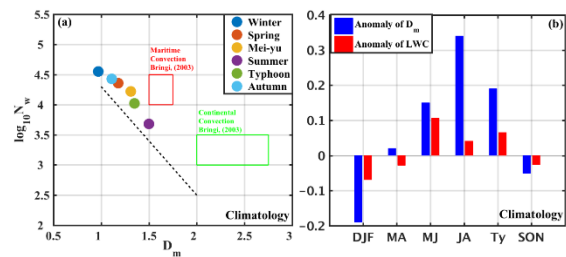 (a)
Winter
Spring
Mei-yu
Summer
Typhoon
Autumn
Maritime
Convection
Bringi. (2003)
Continental
Convection
Bringi. (2003)
Climatology
5.5
5
4.5
4
3.5
3
2.5
2
log10Nw
0.5 1 1.5 2 2.5 3
Dm
(b)
Anomaly of Dm
Anomaly of LWC
0.4
0.3
0.2
0.1
0
-0.1
-0.2
Climatology
DJF MA MJ JA Ty SON